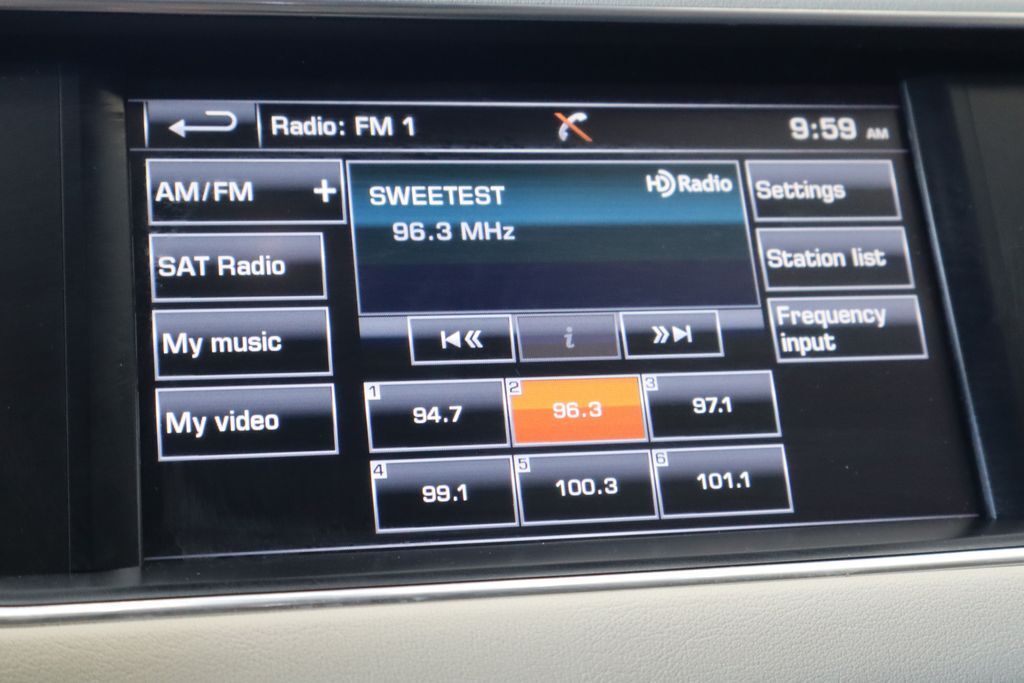 Radio: FM 1
9:59 AM
AM/FM +
SWEETEST
HD Radio
Settings
96.3 MHz
SAT Radio
Station list
My music
i
Frequency
input
My video
1 94.7
2 96.3
3 97.1
4 99.1
5 100.3
6 101.1